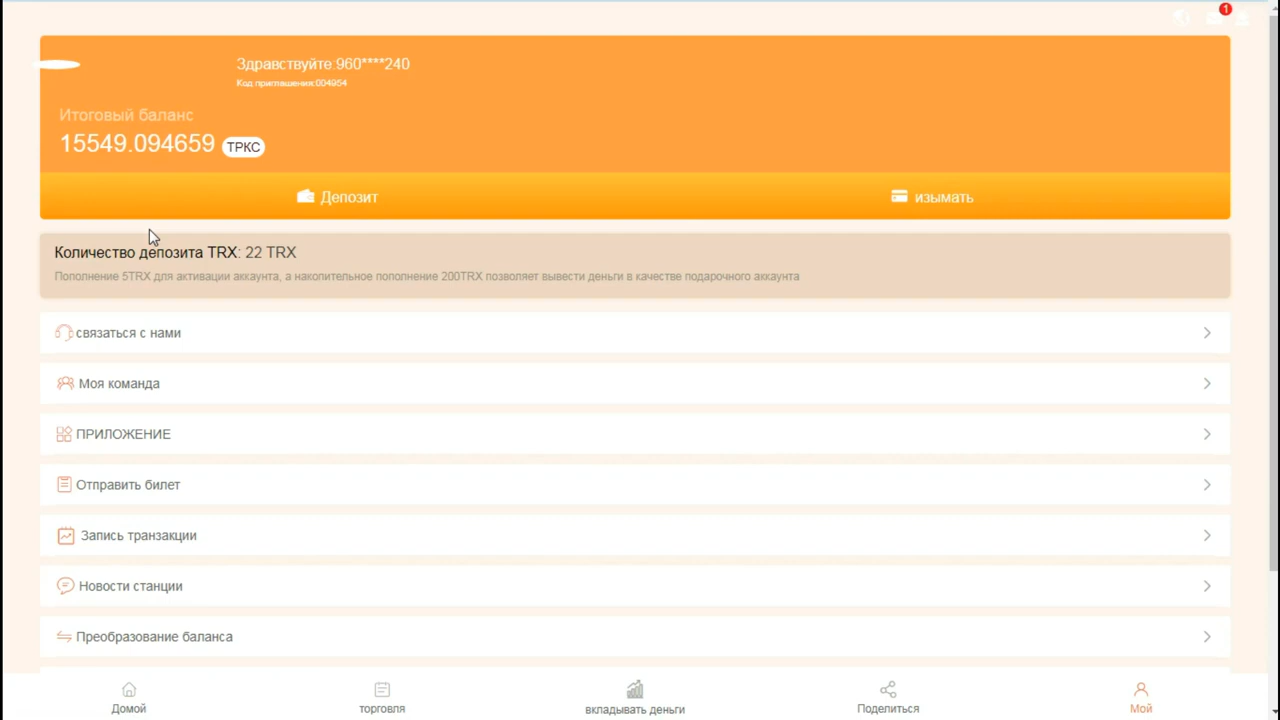 1
Здравствуйте:960****240
Код приглашения:004954
Итоговый баланс
15549.094659 ТРКС
Депозит
изымать
Количество депозита TRX: 22 TRX
Пополнение 5TRX для активации аккаунта, а накопительное пополнение 200TRX позволяет вывести деньги в качестве подарочного аккаунта
связаться с нами
Моя команда
ПРИЛОЖЕНИЕ
Отправить билет
Запись транзакции
Новости станции
Преобразование баланса
Домой
торговля
вкладывать деньги
Поделиться
Мой